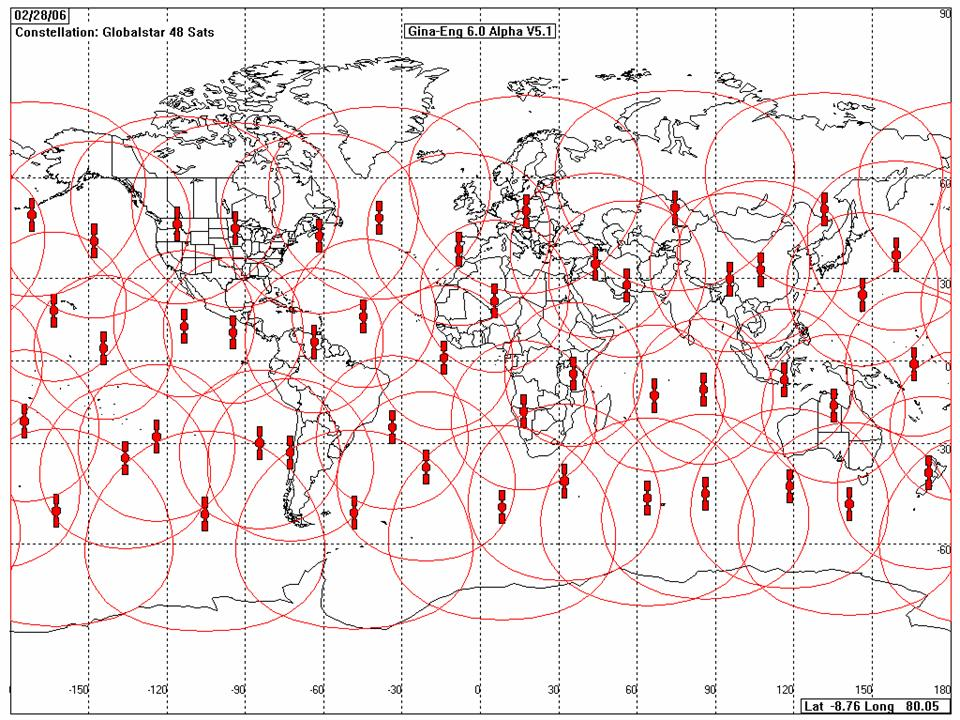 02/28/06
Constellation: Globalstar 48 Sats
Gina-Eng 6.0 Alpha V5.1
90
60
30
0
-30
-60
-150 -120 -90 -60 -30 0 30 60 90 120 150 180
Lat -8.76 Long 80.05